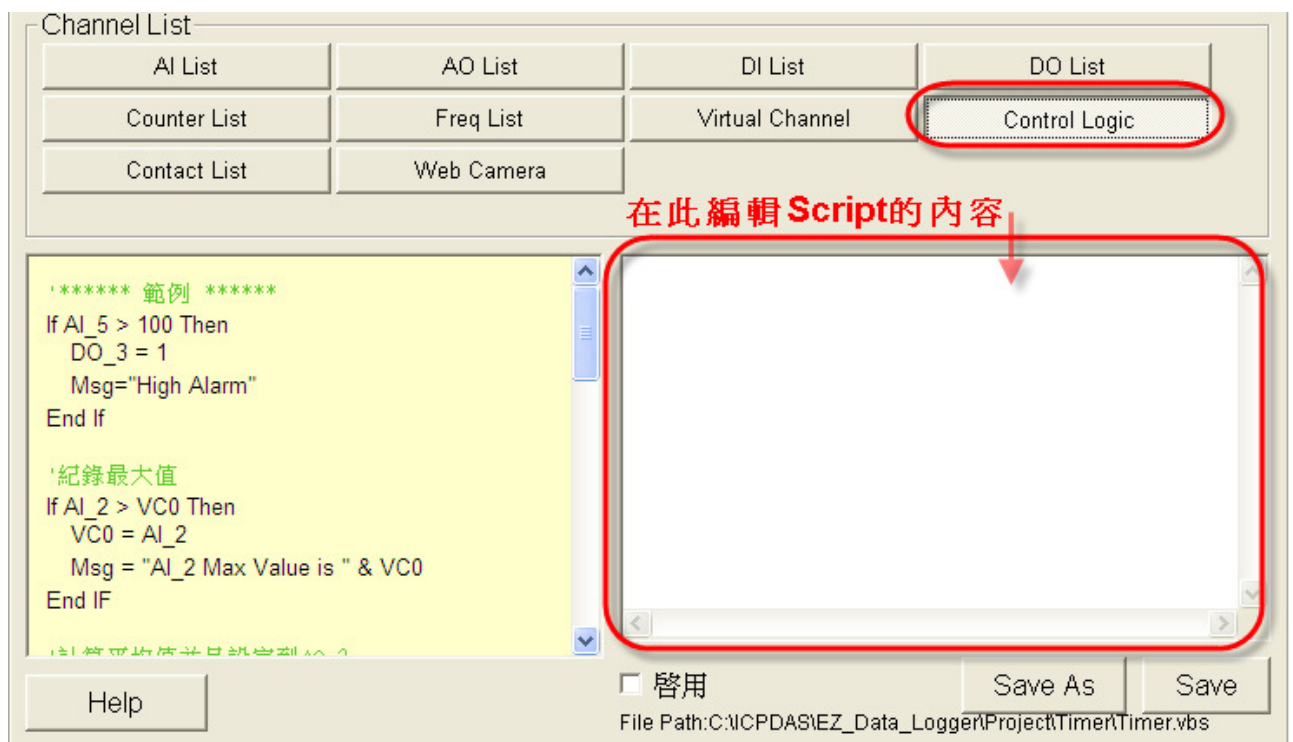 Channel List
AI List
AO List
DI List
DO List
Counter List
Freq List
Virtual Channel
Control Logic
Contact List
Web Camera
在此編輯Script的內容
'****** 範例 ******
If AI_5 > 100 Then
DO_3 = 1
Msg="High Alarm"
End If
'紀錄最大值
If AI_2 > VC0 Then
VC0 = AI_2
Msg = "AI_2 Max Value is " & VC0
End IF
Help
啓用
Save As
Save
File Path:C:\ICPDAS\EZ_Data_Logger\Project\Timer\Timer.vbs